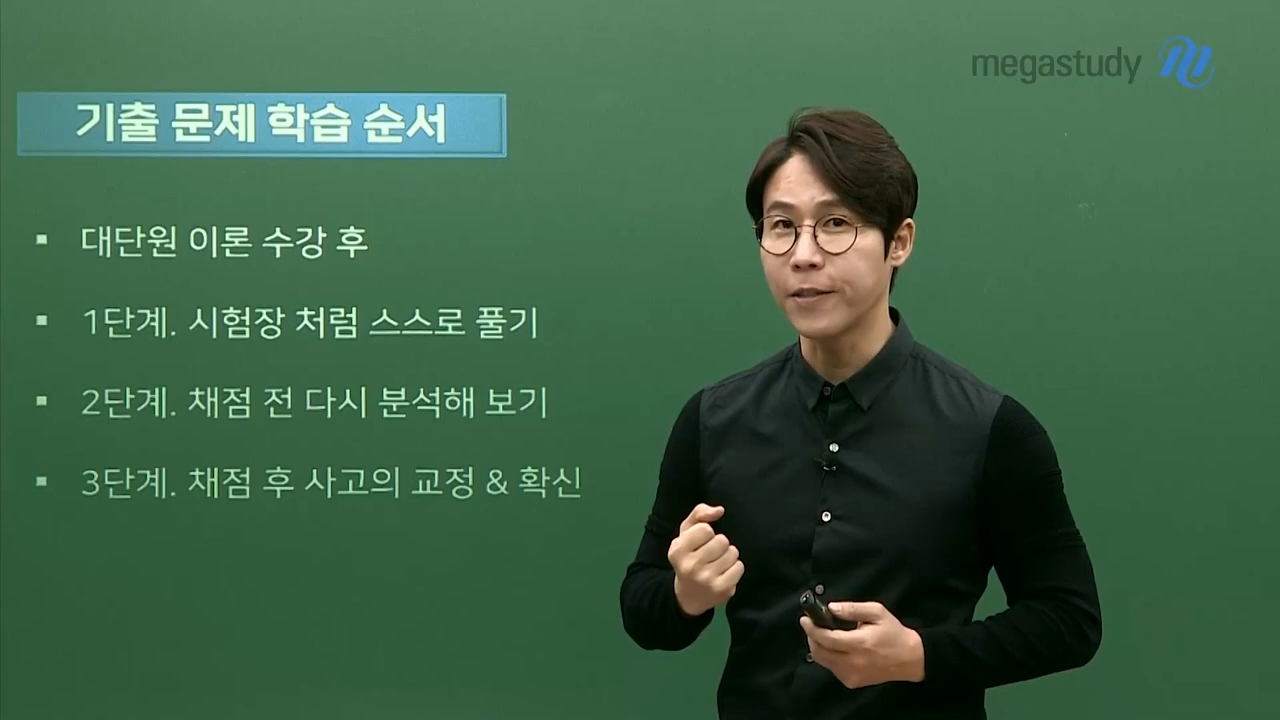 megastudy
기출 문제 학습 순서
▪ 대단원 이론 수강 후
▪ 1단계. 시험장 처럼 스스로 풀기
▪ 2단계. 채점 전 다시 분석해 보기
▪ 3단계. 채점 후 사고의 교정 & 확신